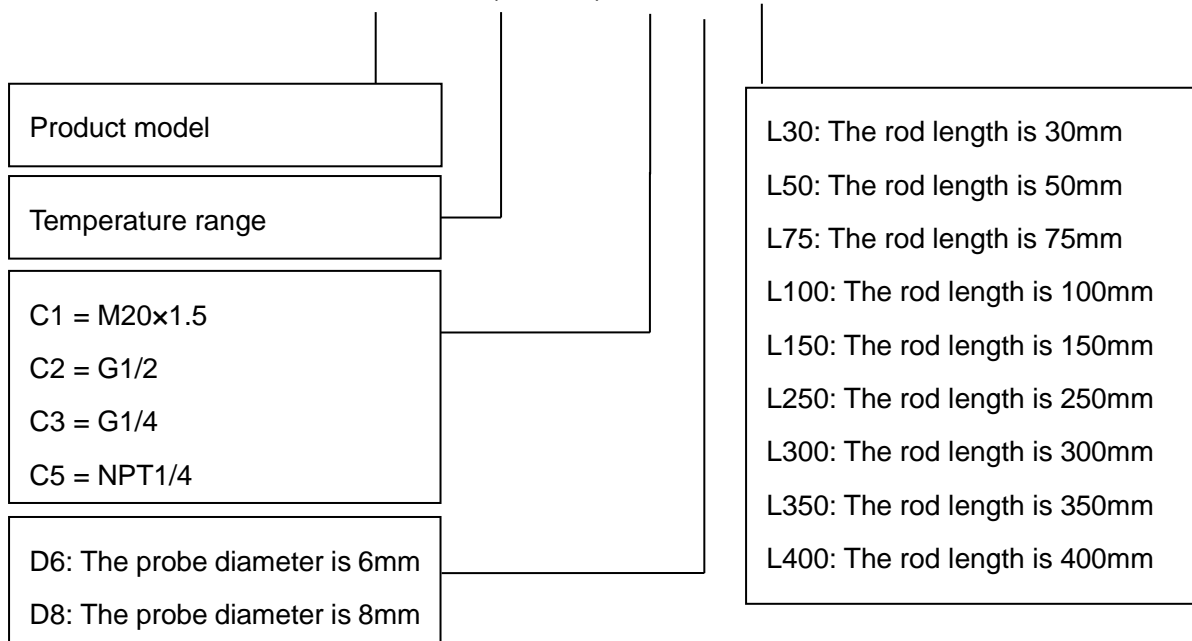 Product model
Temperature range
C1 = M20×1.5
C2 = G1/2
C3 = G1/4
C5 = NPT1/4
D6: The probe diameter is 6mm
D8: The probe diameter is 8mm
L30: The rod length is 30mm
L50: The rod length is 50mm
L75: The rod length is 75mm
L100: The rod length is 100mm
L150: The rod length is 150mm
L250: The rod length is 250mm
L300: The rod length is 300mm
L350: The rod length is 350mm
L400: The rod length is 400mm